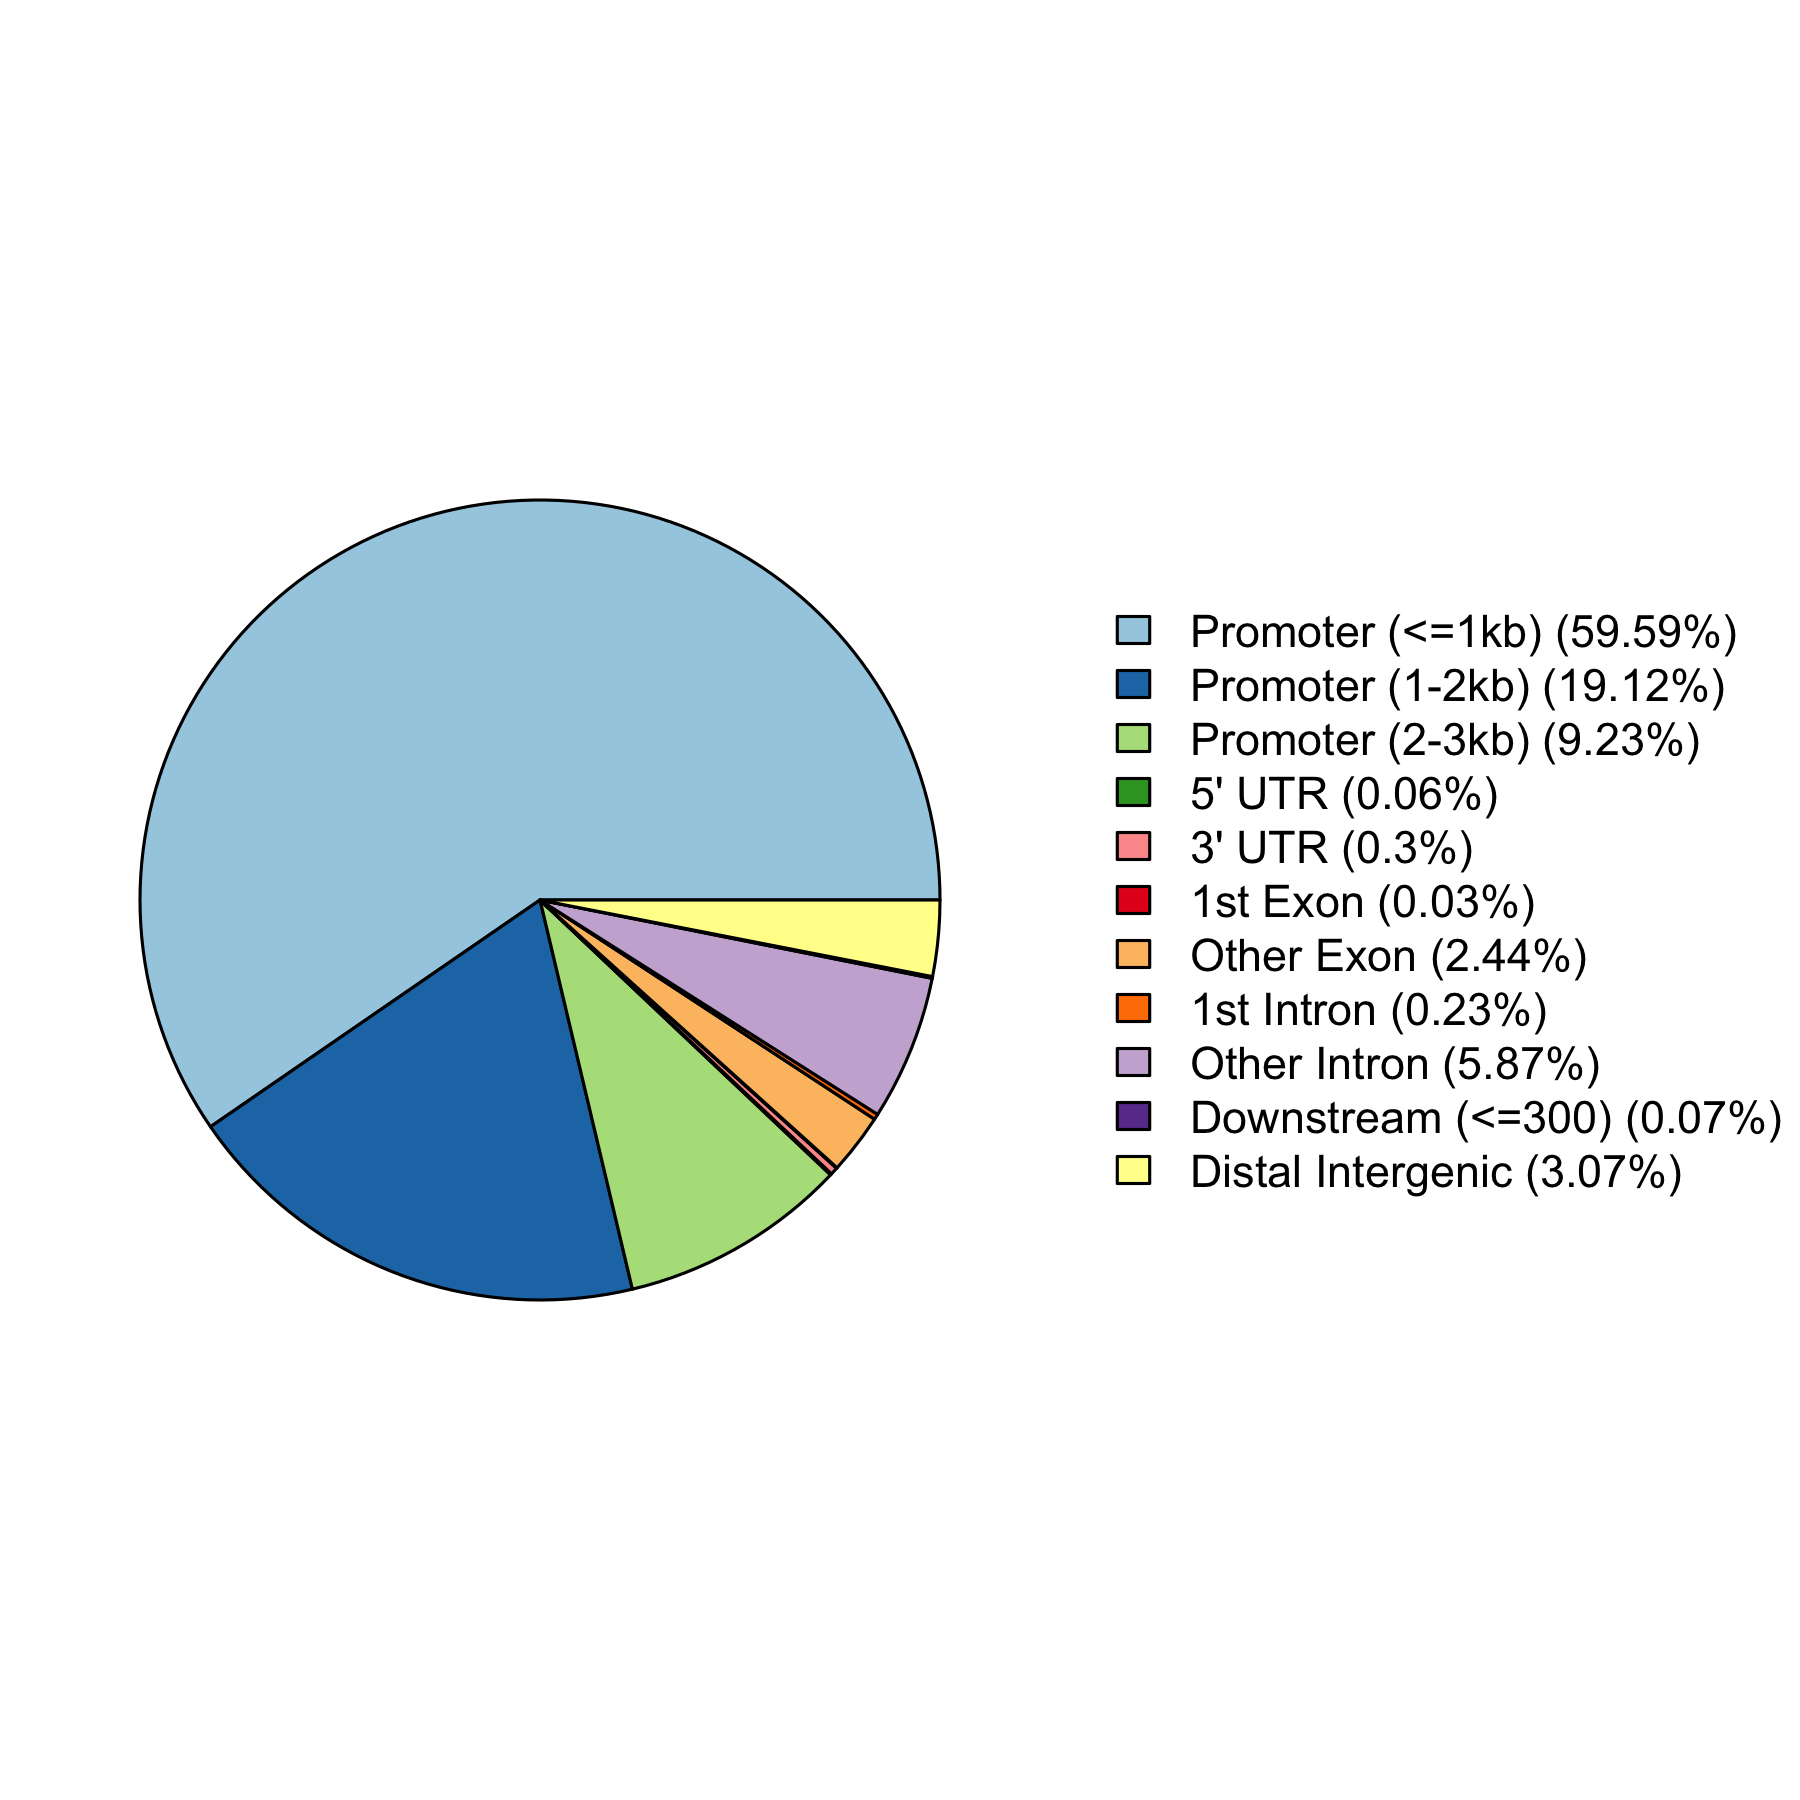 Promoter (<=1kb) (59.59%)
Promoter (1-2kb) (19.12%)
Promoter (2-3kb) (9.23%)
5' UTR (0.06%)
3' UTR (0.3%)
1st Exon (0.03%)
Other Exon (2.44%)
1st Intron (0.23%)
Other Intron (5.87%)
Downstream (<=300) (0.07%)
Distal Intergenic (3.07%)